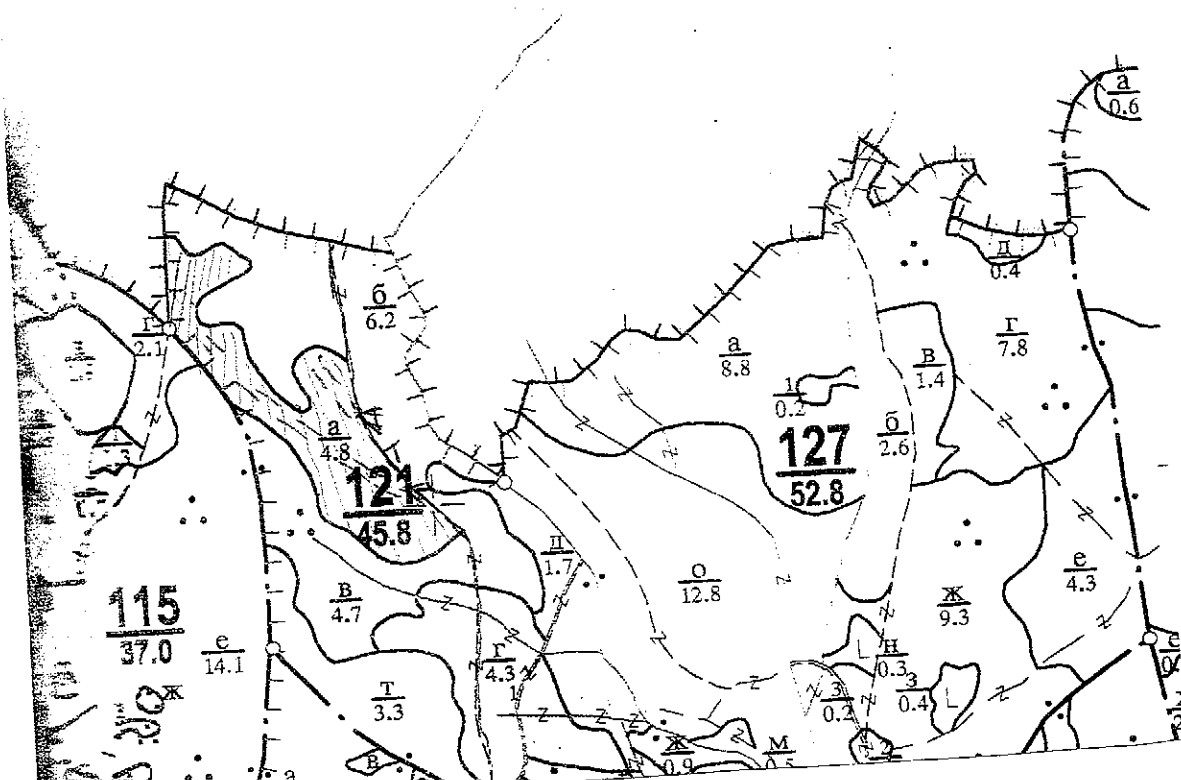 а
0.6
д
0.4
б
6.2
г
2.1
г
7.8
а
8.8
в
1.4
1
0.2
б
2.6
127
52.8
а
4.8
121
45.8
д
1.7
о
12.8
е
4.3
ж
9.3
115
37.0
в
4.7
е
14.1
г
4.3
н
0.3
з
0.4
т
3.3
з
0.2
ж
1
ж
0.9
м
0.5
2
в
а
е